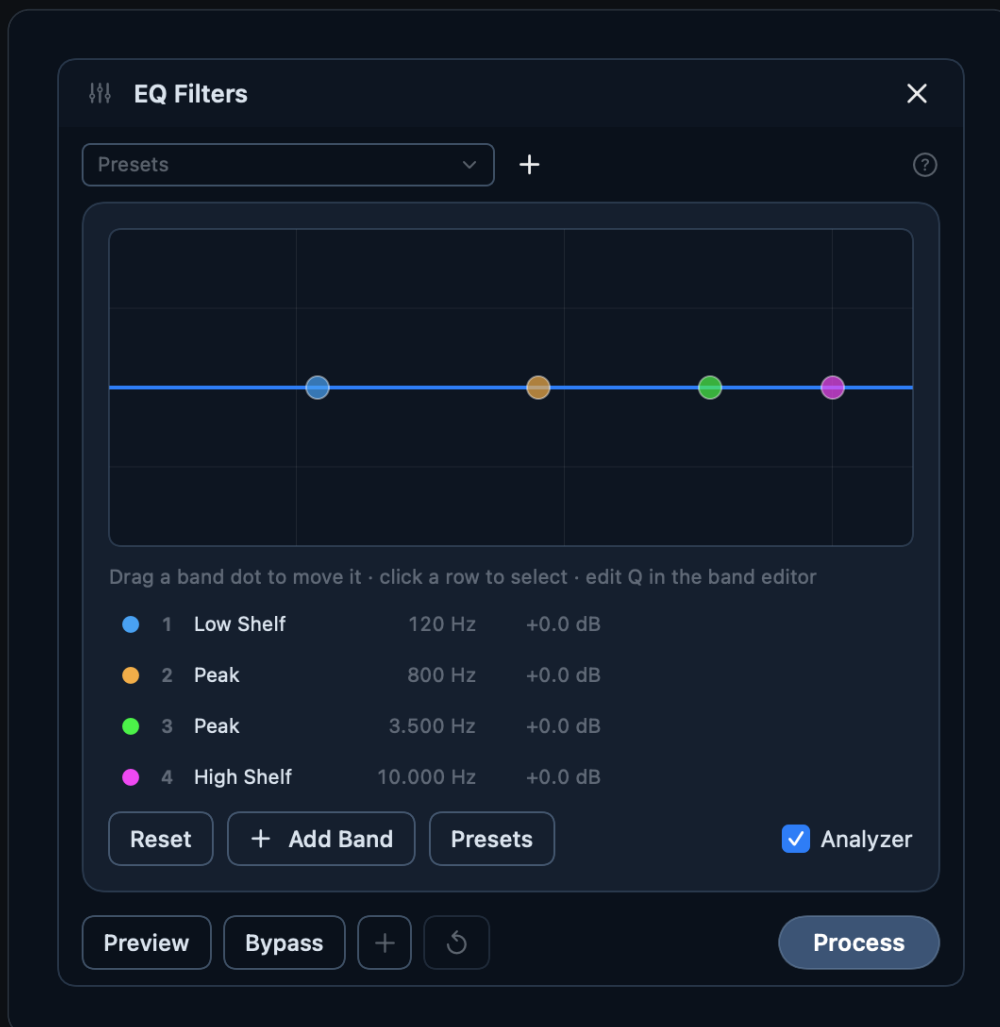 EQ Filters
Presets
?
Drag a band dot to move it · click a row to select · edit Q in the band editor
1 Low Shelf 120 Hz +0.0 dB
2 Peak 800 Hz +0.0 dB
3 Peak 3.500 Hz +0.0 dB
4 High Shelf 10.000 Hz +0.0 dB
Reset + Add Band Presets Analyzer
Preview Bypass + Process